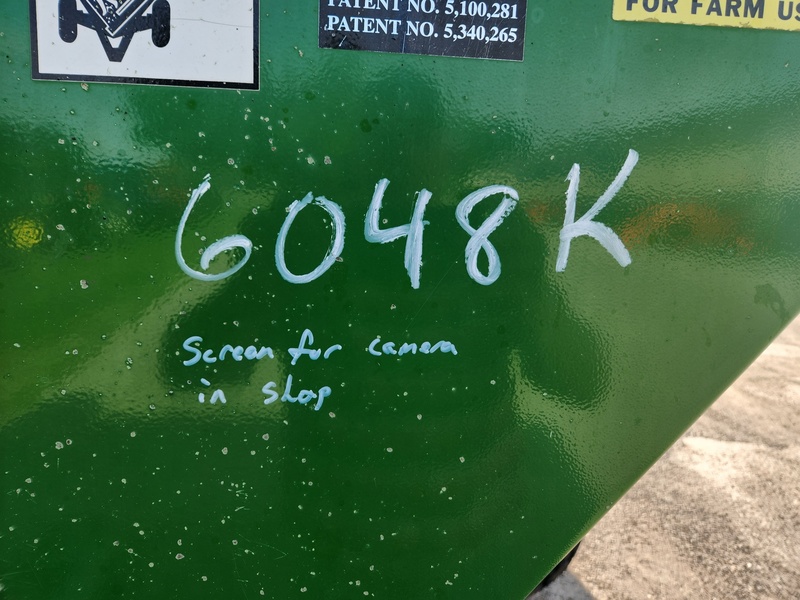 PATENT NO. 5,100,281
PATENT NO. 5,340,265
FOR FARM US
6048K
Screen for camera
in shop